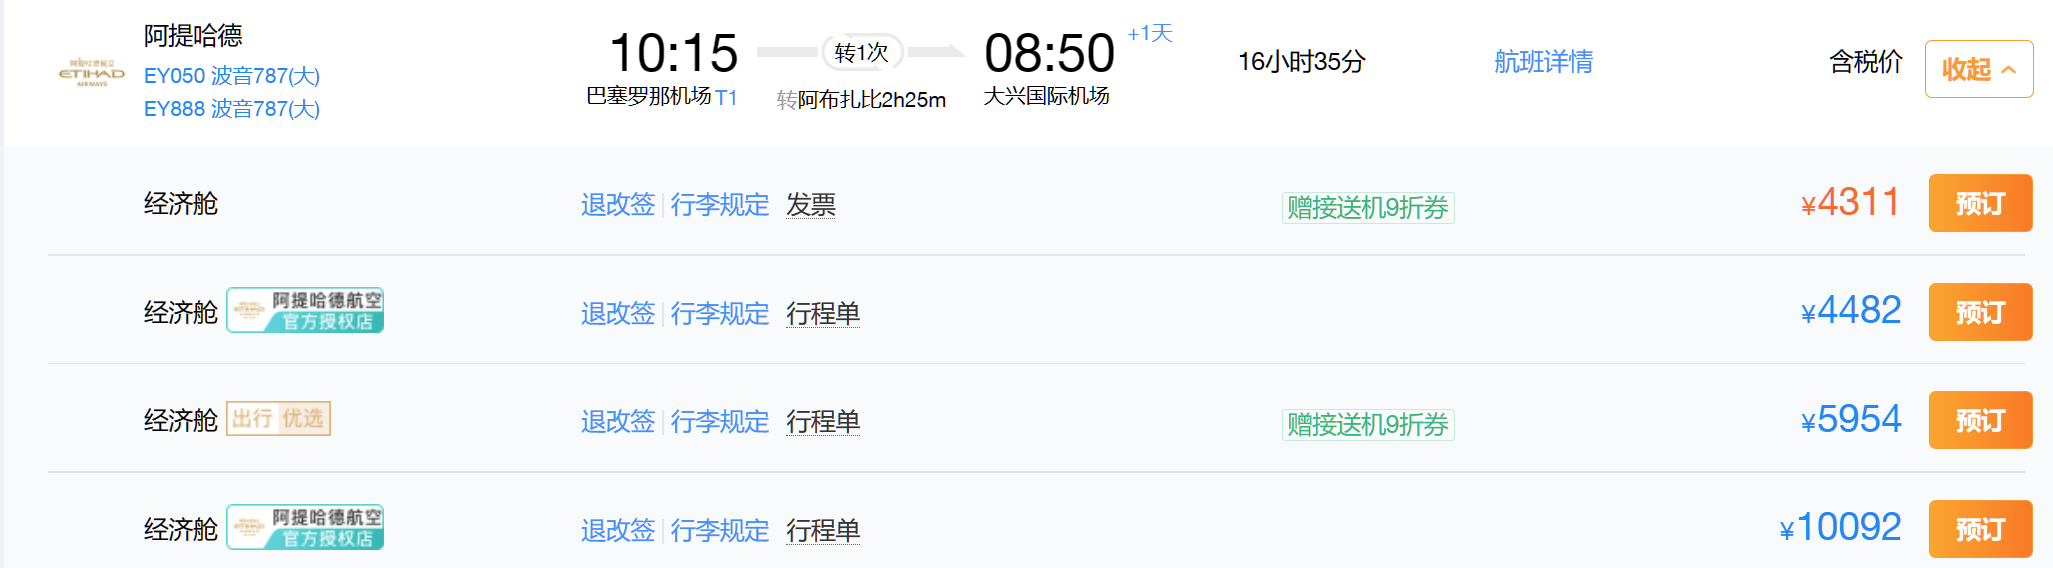 阿提哈德
阿提哈德航空
ETIHAD
AIRWAYS
EY050 波音787(大)
EY888 波音787(大)
10:15
巴塞罗那机场 T1
转1次
转阿布扎比2h25m
08:50 +1天
大兴国际机场
16小时35分
航班详情
含税价
收起
经济舱 退改签 行李规定 发票 赠接送机9折券 ¥4311 预订
经济舱 阿提哈德航空 官方授权店 退改签 行李规定 行程单 ¥4482 预订
经济舱 出行 优选 退改签 行李规定 行程单 赠接送机9折券 ¥5954 预订
经济舱 阿提哈德航空 官方授权店 退改签 行李规定 行程单 ¥10092 预订